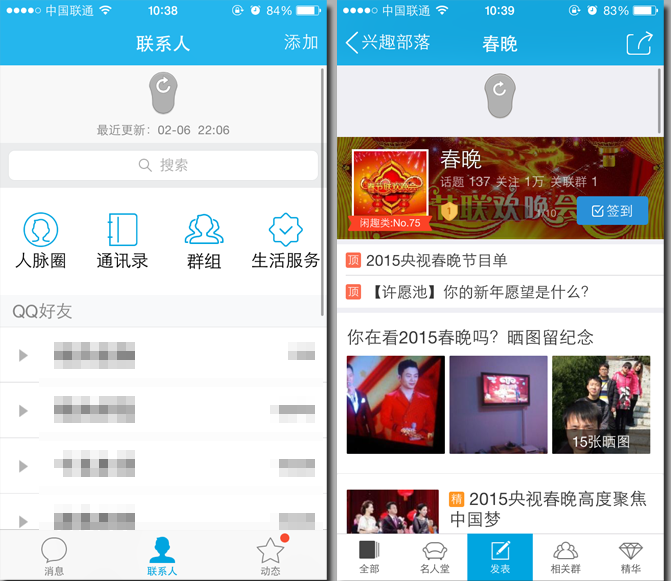 中国联通 10:38 84%
联系人 添加
最近更新：02-06 22:06
搜索
人脉圈 通讯录 群组 生活服务
QQ好友
消息 联系人 动态
中国联通 10:39 83%
兴趣部落 春晚
春节联欢晚会
闲趣类:No.75
春晚
话题 137 关注 1万 关联群 1
1
签到
顶 2015央视春晚节目单
顶 【许愿池】你的新年愿望是什么？
你在看2015春晚吗？晒图留纪念
15张晒图
精 2015央视春晚高度聚焦
中国梦
全部 名人堂 发表 相关群 精华